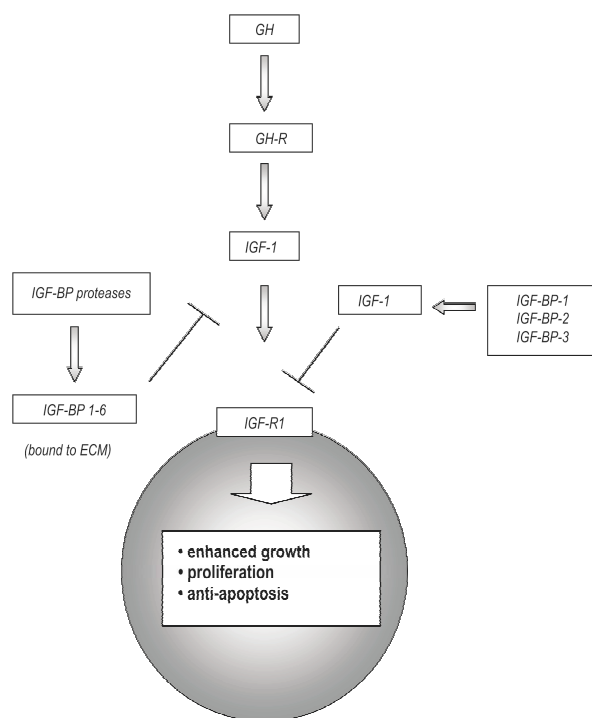 GH
GH-R
IGF-1
IGF-BP proteases
IGF-1
IGF-BP-1
IGF-BP-2
IGF-BP-3
IGF-BP 1-6
(bound to ECM)
IGF-R1
• enhanced growth
• proliferation
• anti-apoptosis